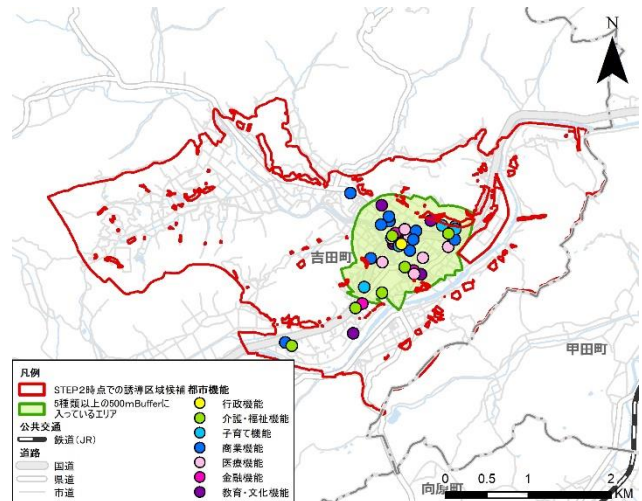 N
吉田町
甲田町
向原町
凡例
STEP2時点での誘導区域候補
5種類以上の500mBufferに
入っているエリア
公共交通
鉄道(JR)
道路
国道
県道
市道
都市機能
行政機能
介護・福祉機能
子育て機能
商業機能
医療機能
金融機能
教育・文化機能
0 0.5 1 2
KM